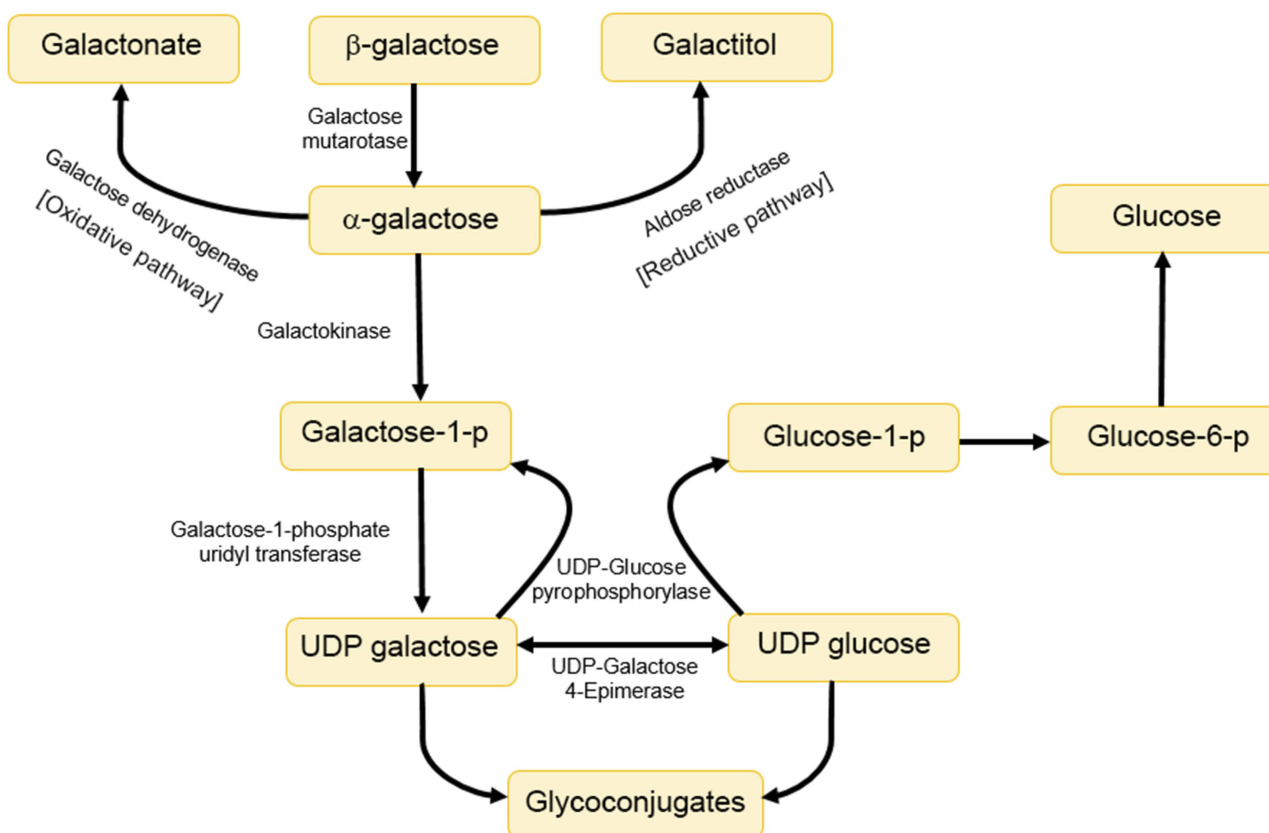 Galactonate
β-galactose
Galactitol
Galactose
mutarotase
Galactose dehydrogenase
[Oxidative pathway]
α-galactose
Aldose reductase
[Reductive pathway]
Glucose
Galactokinase
Galactose-1-p
Glucose-1-p
Glucose-6-p
Galactose-1-phosphate
uridyl transferase
UDP-Glucose
pyrophosphorylase
UDP galactose
UDP glucose
UDP-Galactose
4-Epimerase
Glycoconjugates